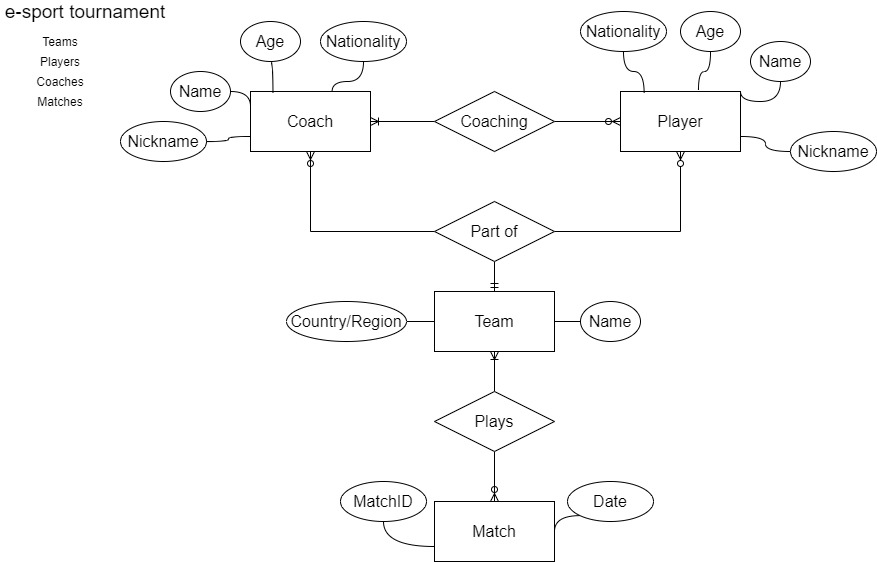 e-sport tournament
Teams
Players
Coaches
Matches
Age
Nationality
Name
Nickname
Coach
Coaching
Nationality
Age
Name
Player
Nickname
Part of
Country/Region
Team
Name
Plays
MatchID
Date
Match